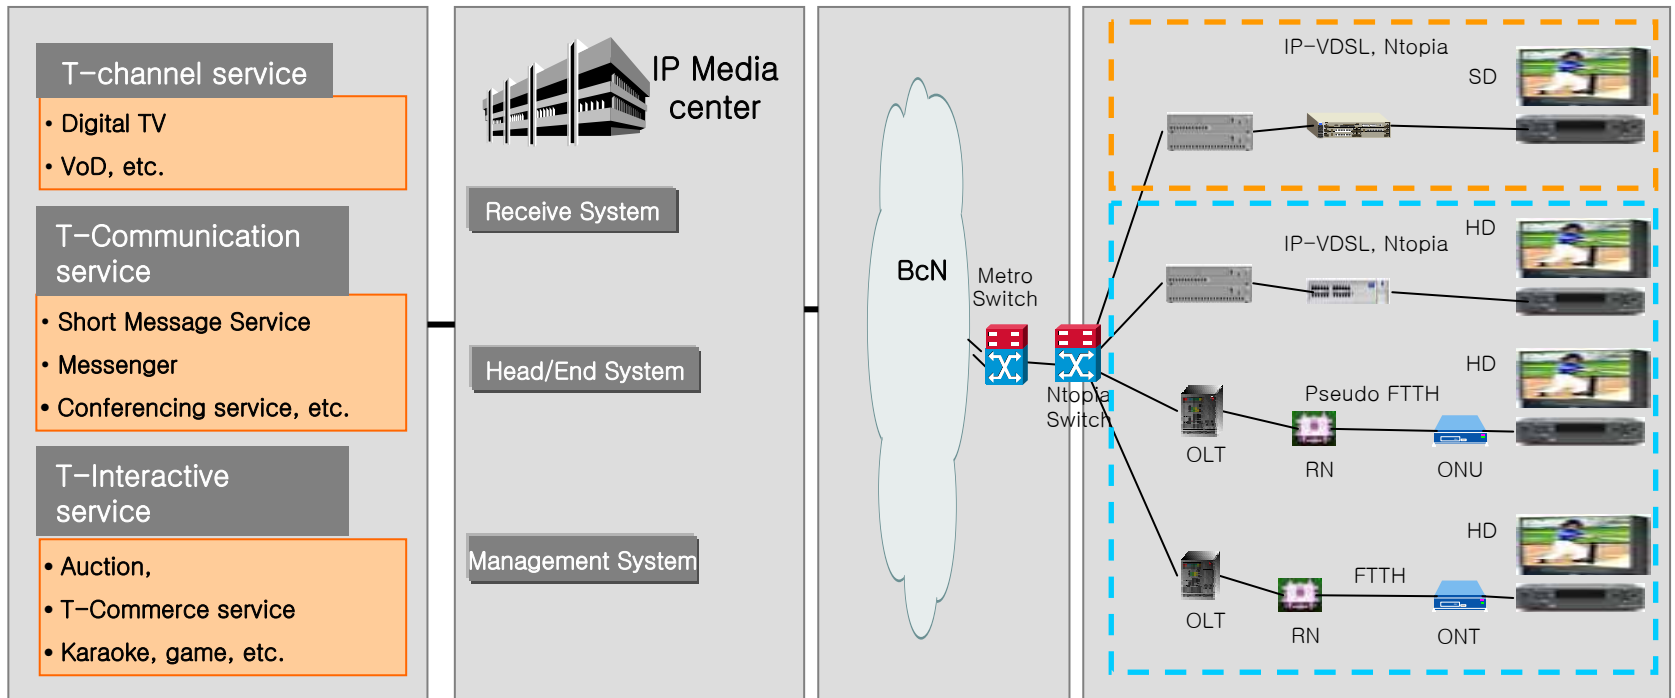 T-channel service
• Digital TV
• VoD, etc.
T-Communication
service
• Short Message Service
• Messenger
• Conferencing service, etc.
T-Interactive
service
• Auction,
• T-Commerce service
• Karaoke, game, etc.
IP Media
center
Receive System
Head/End System
Management System
BcN
Metro
Switch
Ntopia
Switch
IP-VDSL, Ntopia
SD
IP-VDSL, Ntopia
HD
Pseudo FTTH
HD
OLT
RN
ONU
FTTH
HD
OLT
RN
ONT